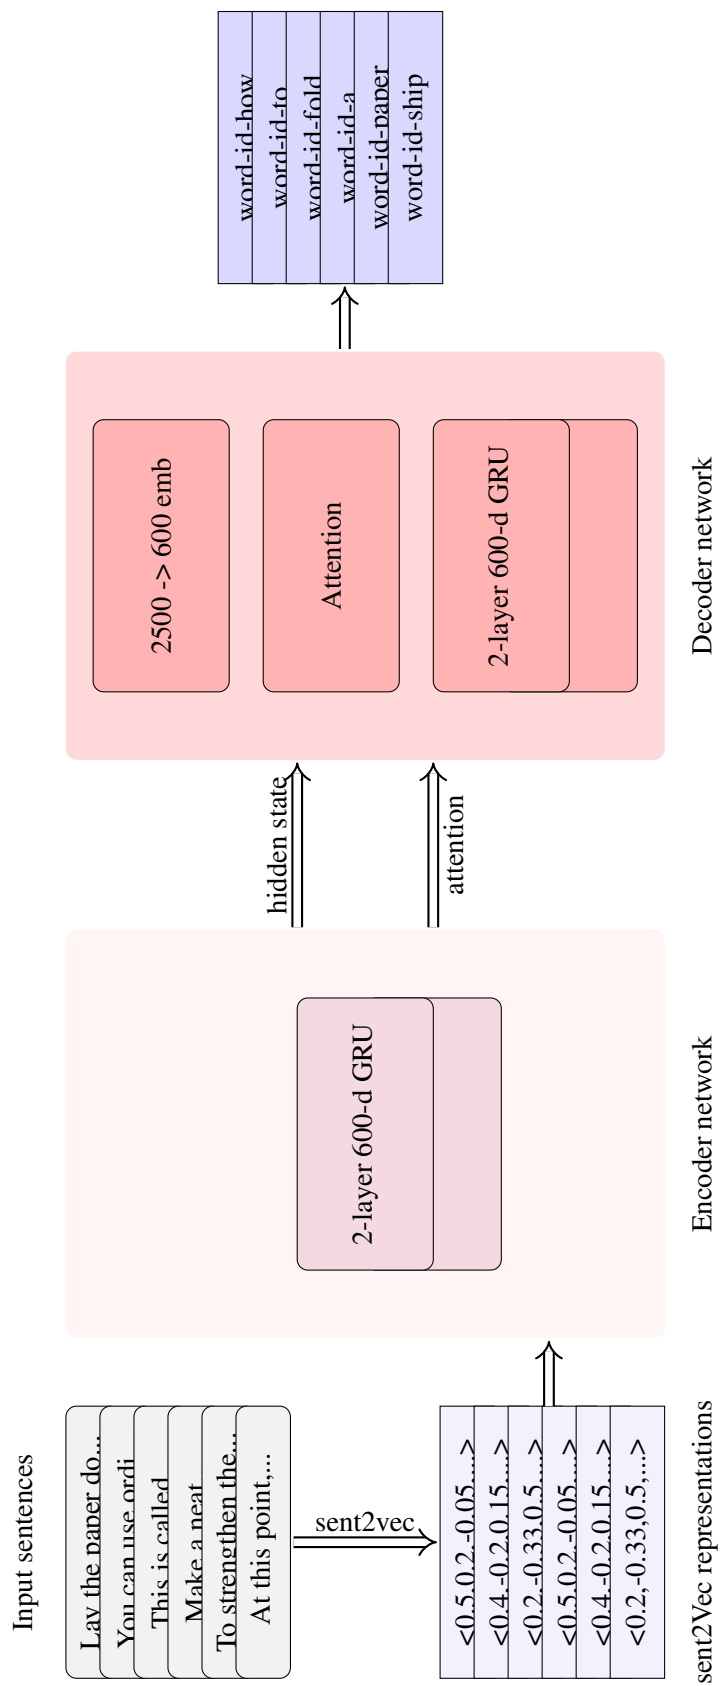 Input sentences
Lay the paper do...
You can use ordi
This is called
Make a neat
To strengthen the...
At this point,...
sent2vec
<0.5,0.2,-0.05,...>
<0.4,-0.2,0.15,...>
<0.2,-0.33,0.5,...>
<0.5,0.2,-0.05,...>
<0.4,-0.2,0.15,...>
<0.2,-0.33,0.5,...>
sent2Vec representations
2-layer 600-d GRU
Encoder network
hidden state
attention
2500 -> 600 emb
Attention
2-layer 600-d GRU
Decoder network
word-id-how
word-id-to
word-id-fold
word-id-a
word-id-paper
word-id-ship